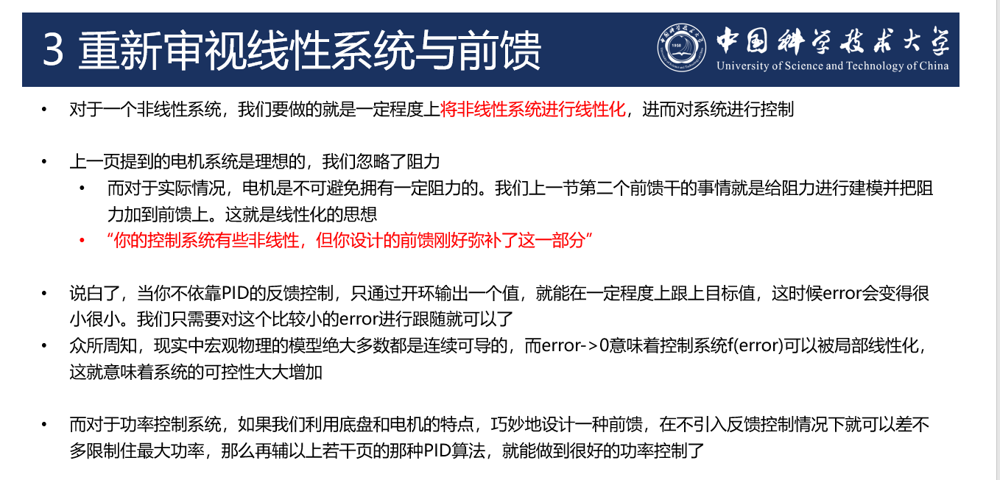 3 重新审视线性系统与前馈
中国科学技术大学
University of Science and Technology of China
1958
• 对于一个非线性系统，我们要做的就是一定程度上将非线性系统进行线性化，进而对系统进行控制
• 上一页提到的电机系统是理想的，我们忽略了阻力
• 而对于实际情况，电机是不可避免拥有一定阻力的。我们上一节第二个前馈干的事情就是给阻力进行建模并把阻
力加到前馈上。这就是线性化的思想
• “你的控制系统有些非线性，但你设计的前馈刚好弥补了这一部分”
• 说白了，当你不依靠PID的反馈控制，只通过开环输出一个值，就能在一定程度上跟上目标值，这时候error会变得很
小很小。我们只需要对这个比较小的error进行跟随就可以了
• 众所周知，现实中宏观物理的模型绝大多数都是连续可导的，而error->0意味着控制系统f(error)可以被局部线性化，
这就意味着系统的可控性大大增加
• 而对于功率控制系统，如果我们利用底盘和电机的特点，巧妙地设计一种前馈，在不引入反馈控制情况下就可以差不
多限制住最大功率，那么再辅以上若干页的那种PID算法，就能做到很好的功率控制了